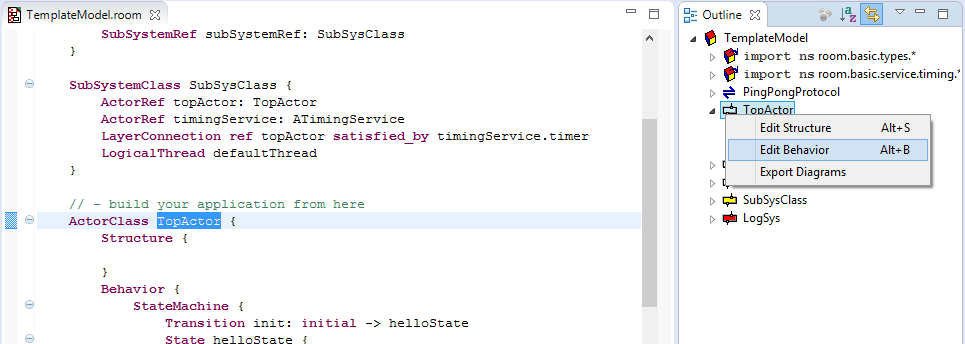 TemplateModel.room
SubSystemRef subSystemRef: SubSysClass
}
SubSystemClass SubSysClass {
ActorRef topActor: TopActor
ActorRef timingService: ATimingService
LayerConnection ref topActor satisfied_by timingService.timer
LogicalThread defaultThread
}
// - build your application from here
ActorClass TopActor {
Structure {
}
Behavior {
StateMachine {
Transition init: initial -> helloState
State helloState {
Outline
TemplateModel
import ns room.basic.types.*
import ns room.basic.service.timing.*
PingPongProtocol
TopActor
Edit Structure Alt+S
Edit Behavior Alt+B
Export Diagrams
SubSysClass
LogSys